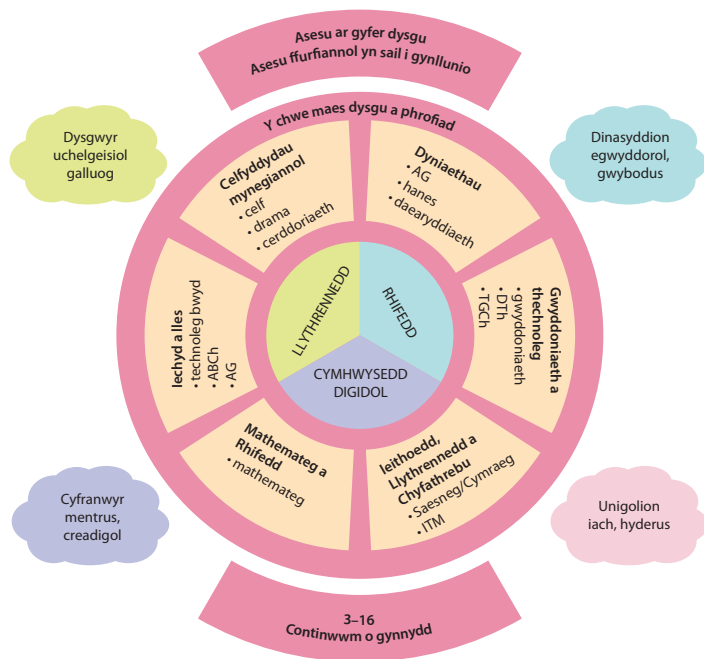 Asesu ar gyfer dysgu
Asesu ffurfiannol yn sail i gynllunio
Y chwe maes dysgu a phrofiad
Dysgwyr
uchelgeisiol
galluog
Dinasyddion
egwyddorol,
gwybodus
Celfyddydau
mynegiannol
• celf
• drama
• cerddoriaeth
Dyniaethau
• AG
• hanes
• daearyddiaeth
Gwyddoniaeth a
thechnoleg
• gwyddoniaeth
• DTh
• TGCh
Ieithoedd,
Llythrennedd a
Chyfathrebu
• Saesneg/Cymraeg
• ITM
Mathemateg a
Rhifedd
• mathemateg
Iechyd a lles
• technoleg bwyd
• ABCh
• AG
LLYTHRENNEDD
RHIFEDD
CYMHWYSEDD
DIGIDOL
Cyfranwyr
mentrus,
creadigol
Unigolion
iach, hyderus
3–16
Continwwm o gynnydd